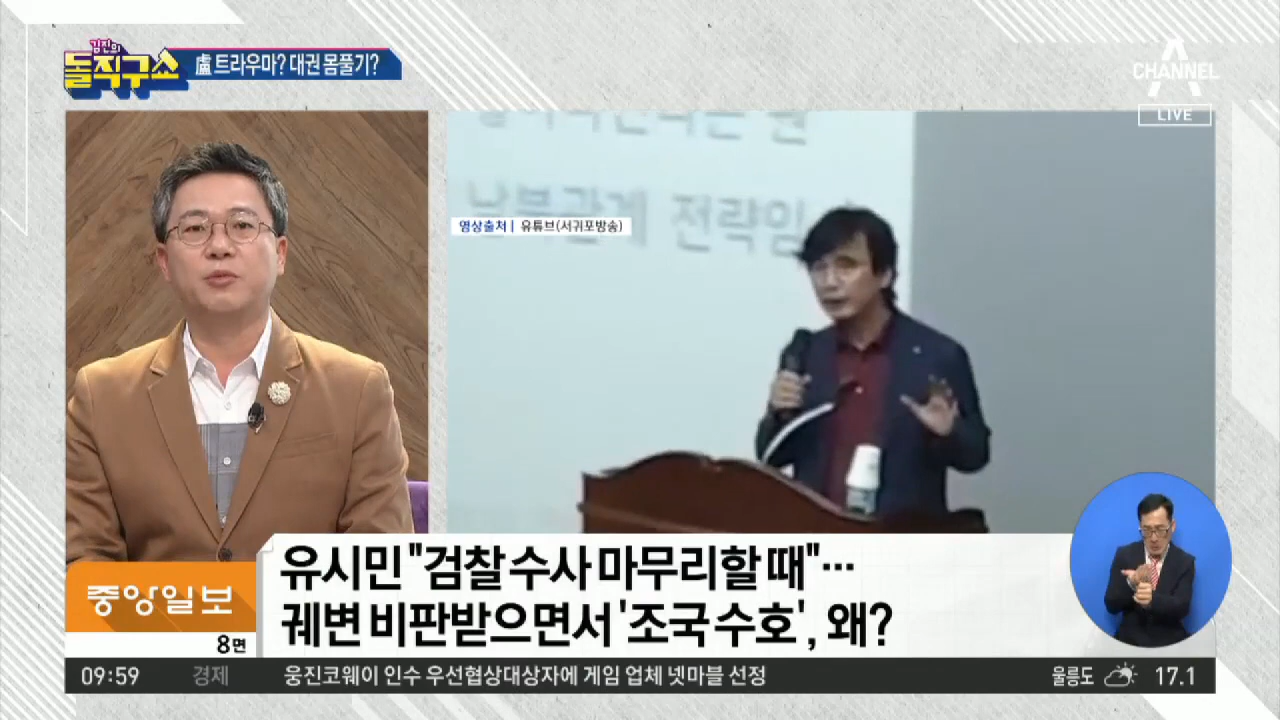 김진의
돌직구쇼
盧 트라우마? 대권 몸풀기?
CHANNEL A
LIVE
남북관계 전략임
영상출처 | 유튜브(서귀포방송)
유시민 "검찰 수사 마무리할 때"…
궤변 비판받으면서 '조국 수호', 왜?
중앙일보
8면
09:59 경제 웅진코웨이 인수 우선협상대상자에 게임 업체 넷마블 선정 울릉도 17.1